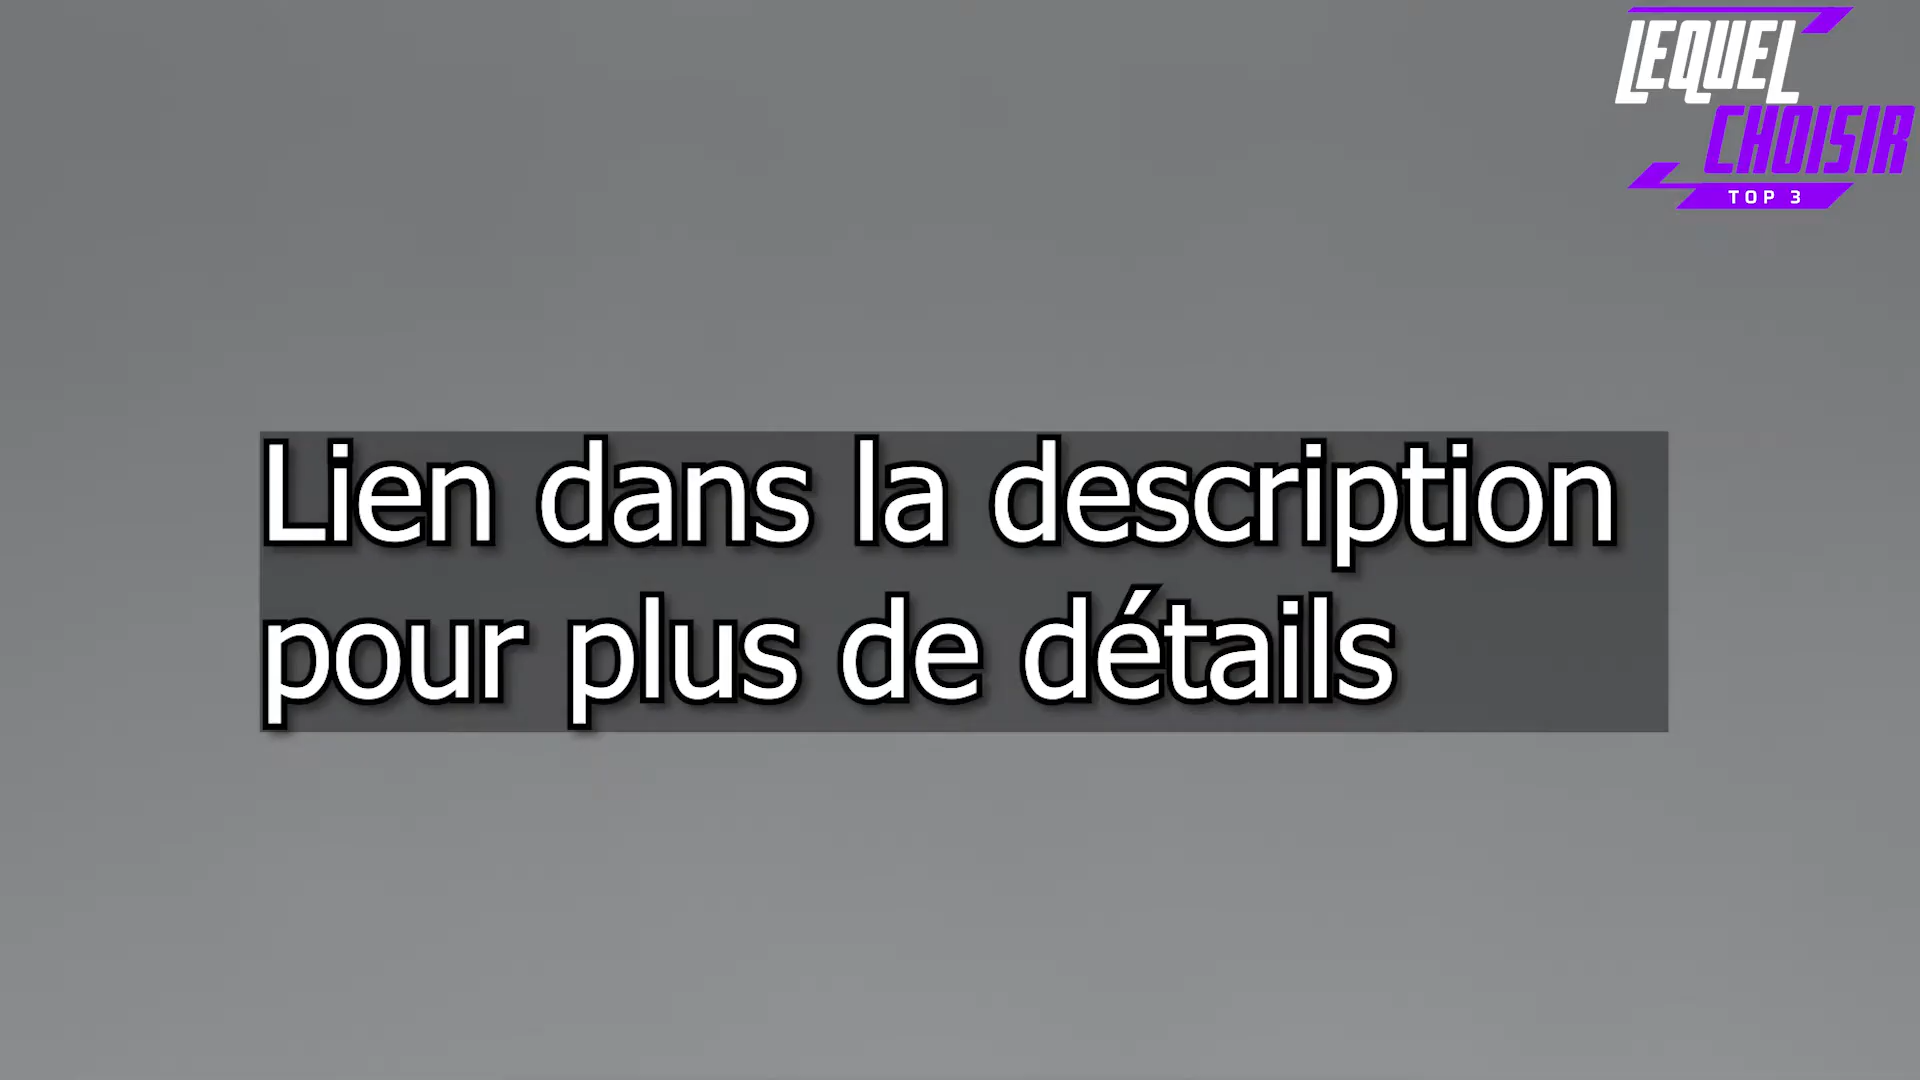 LEQUEL
CHOISIR
TOP 3
Lien dans la description
pour plus de détails